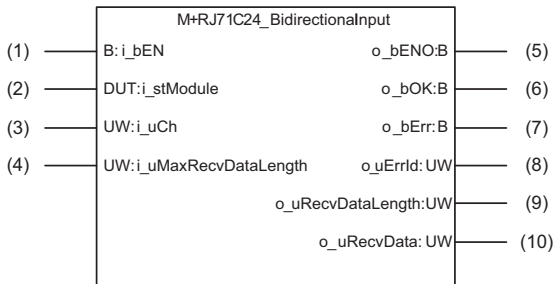 M+RJ71C24_BidirectionalInput
(1) B: i_bEN o_bENO:B (5)
(2) DUT:i_stModule o_bOK:B (6)
(3) UW:i_uCh o_bErr:B (7)
(4) UW:i_uMaxRecvDataLength o_uErrId: UW (8)
o_uRecvDataLength:UW (9)
o_uRecvData: UW (10)